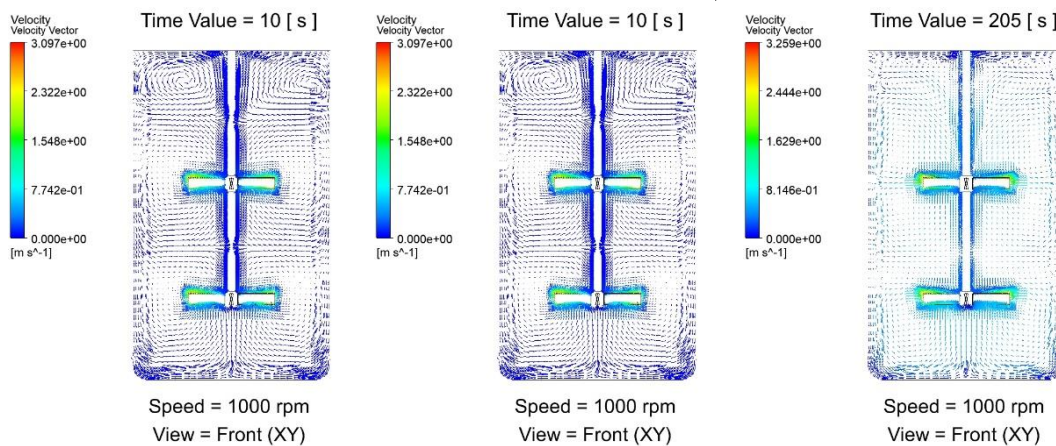 Velocity
Velocity Vector
3.097e+00
2.322e+00
1.548e+00
7.742e-01
0.000e+00
[m s^-1]
Time Value = 10 [ s ]
Speed = 1000 rpm
View = Front (XY)
Velocity
Velocity Vector
3.097e+00
2.322e+00
1.548e+00
7.742e-01
0.000e+00
[m s^-1]
Time Value = 10 [ s ]
Speed = 1000 rpm
View = Front (XY)
Velocity
Velocity Vector
3.259e+00
2.444e+00
1.629e+00
8.146e-01
0.000e+00
[m s^-1]
Time Value = 205 [ s ]
Speed = 1000 rpm
View = Front (XY)